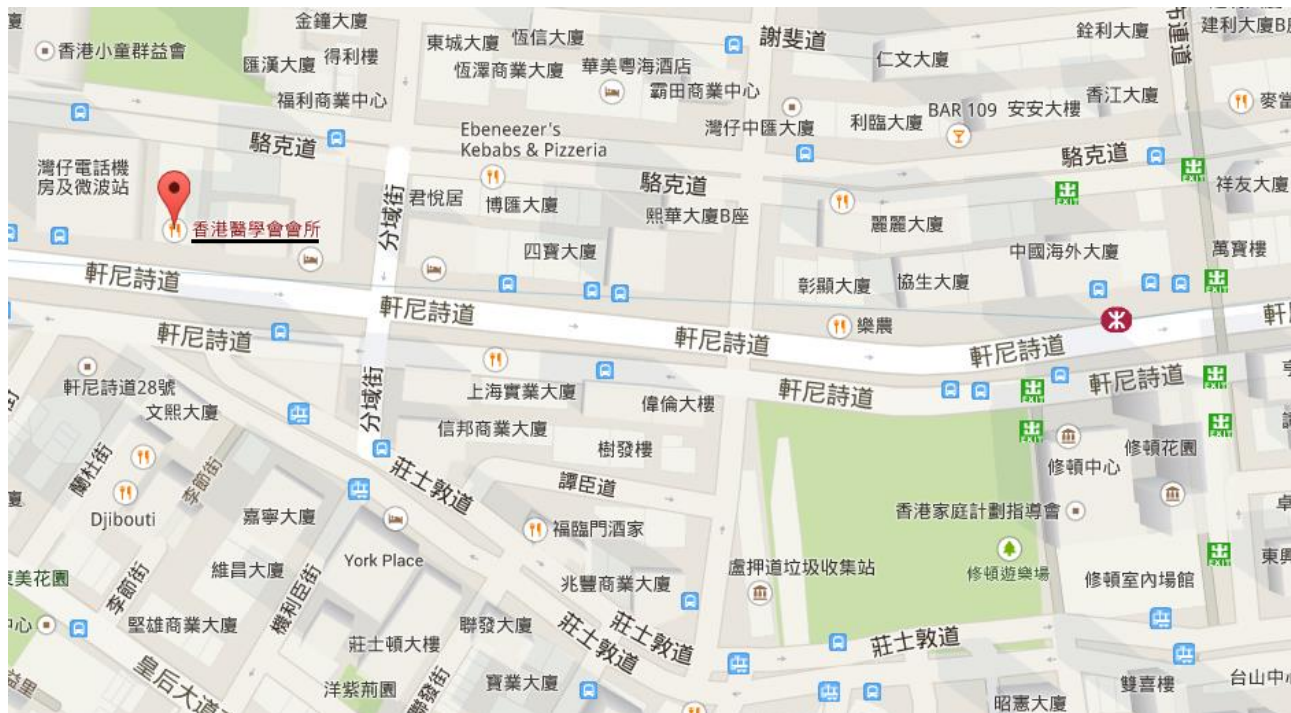 廈
金鐘大廈
香港小童群益會
匯漢大廈
得利樓
福利商業中心
東城大廈
恆信大廈
恆澤商業大廈
華美粵海酒店
霸田商業中心
謝斐道
仁文大廈
銓利大廈
建利大廈B座
香江大廈
BAR 109
安安大樓
利臨大廈
灣仔中匯大廈
駱克道
Ebeneezer's
Kebabs & Pizzeria
駱克道
駱克道
灣仔電話機
房及微波站
君悅居
博匯大廈
熙華大廈B座
麗麗大廈
祥友大廈
香港醫學會會所
分域街
四寶大廈
中國海外大廈
萬寶樓
彰顯大廈
協生大廈
軒尼詩道
軒尼詩道
軒尼詩道
樂農
軒尼詩道
軒尼詩道
軒尼詩道
軒尼詩道
軒尼詩道28號
文熙大廈
分域街
上海實業大廈
偉倫大樓
信邦商業大廈
樹發樓
修頓花園
修頓中心
蘭杜街
季節街
莊士敦道
譚臣道
Djibouti
嘉寧大廈
福臨門酒家
香港家庭計劃指導會
York Place
維昌大廈
兆豐商業大廈
盧押道垃圾收集站
修頓遊樂場
修頓室內場館
季節街
機利臣街
堅雄商業大廈
莊士頓大樓
聯發大廈
莊士敦道
莊士敦道
莊士敦道
皇后大道
洋紫荊園
聯發街
寶業大廈
昭憲大廈
雙喜樓
台山中心
EXIT
EXIT
EXIT
EXIT
EXIT
EXIT
EXIT
EXIT